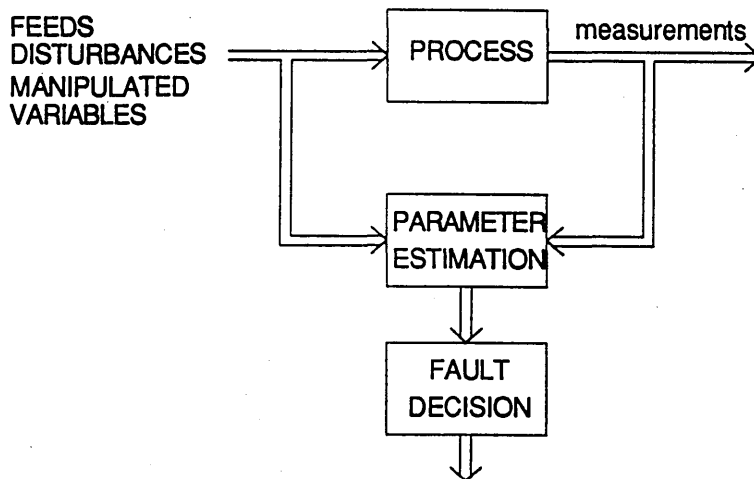 FEEDS
DISTURBANCES
MANIPULATED
VARIABLES
PROCESS
measurements
PARAMETER
ESTIMATION
FAULT
DECISION